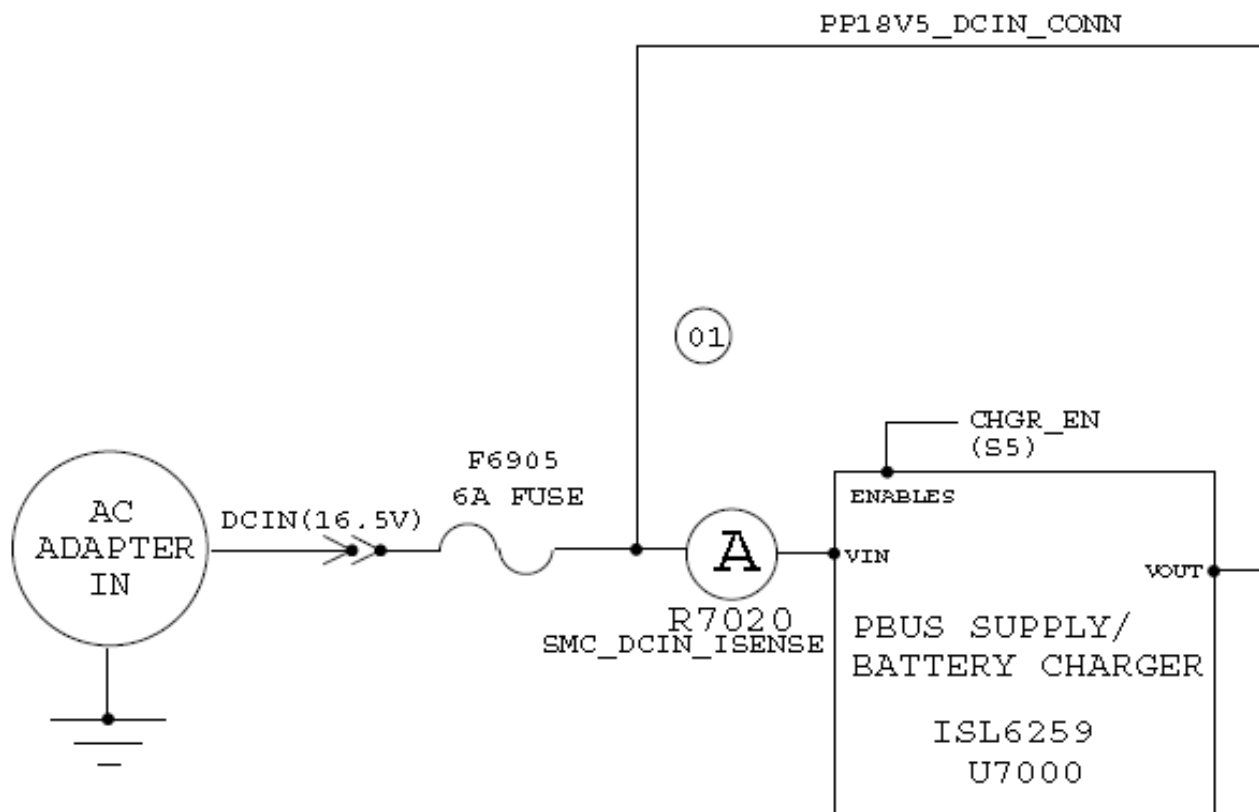 PP18V5_DCIN_CONN
01
CHGR_EN
(S5)
F6905
6A FUSE
ENABLES
AC
ADAPTER
IN
DCIN(16.5V)
A
VIN
VOUT
R7020
SMC_DCIN_ISENSE
PBUS SUPPLY/
BATTERY CHARGER
ISL6259
U7000